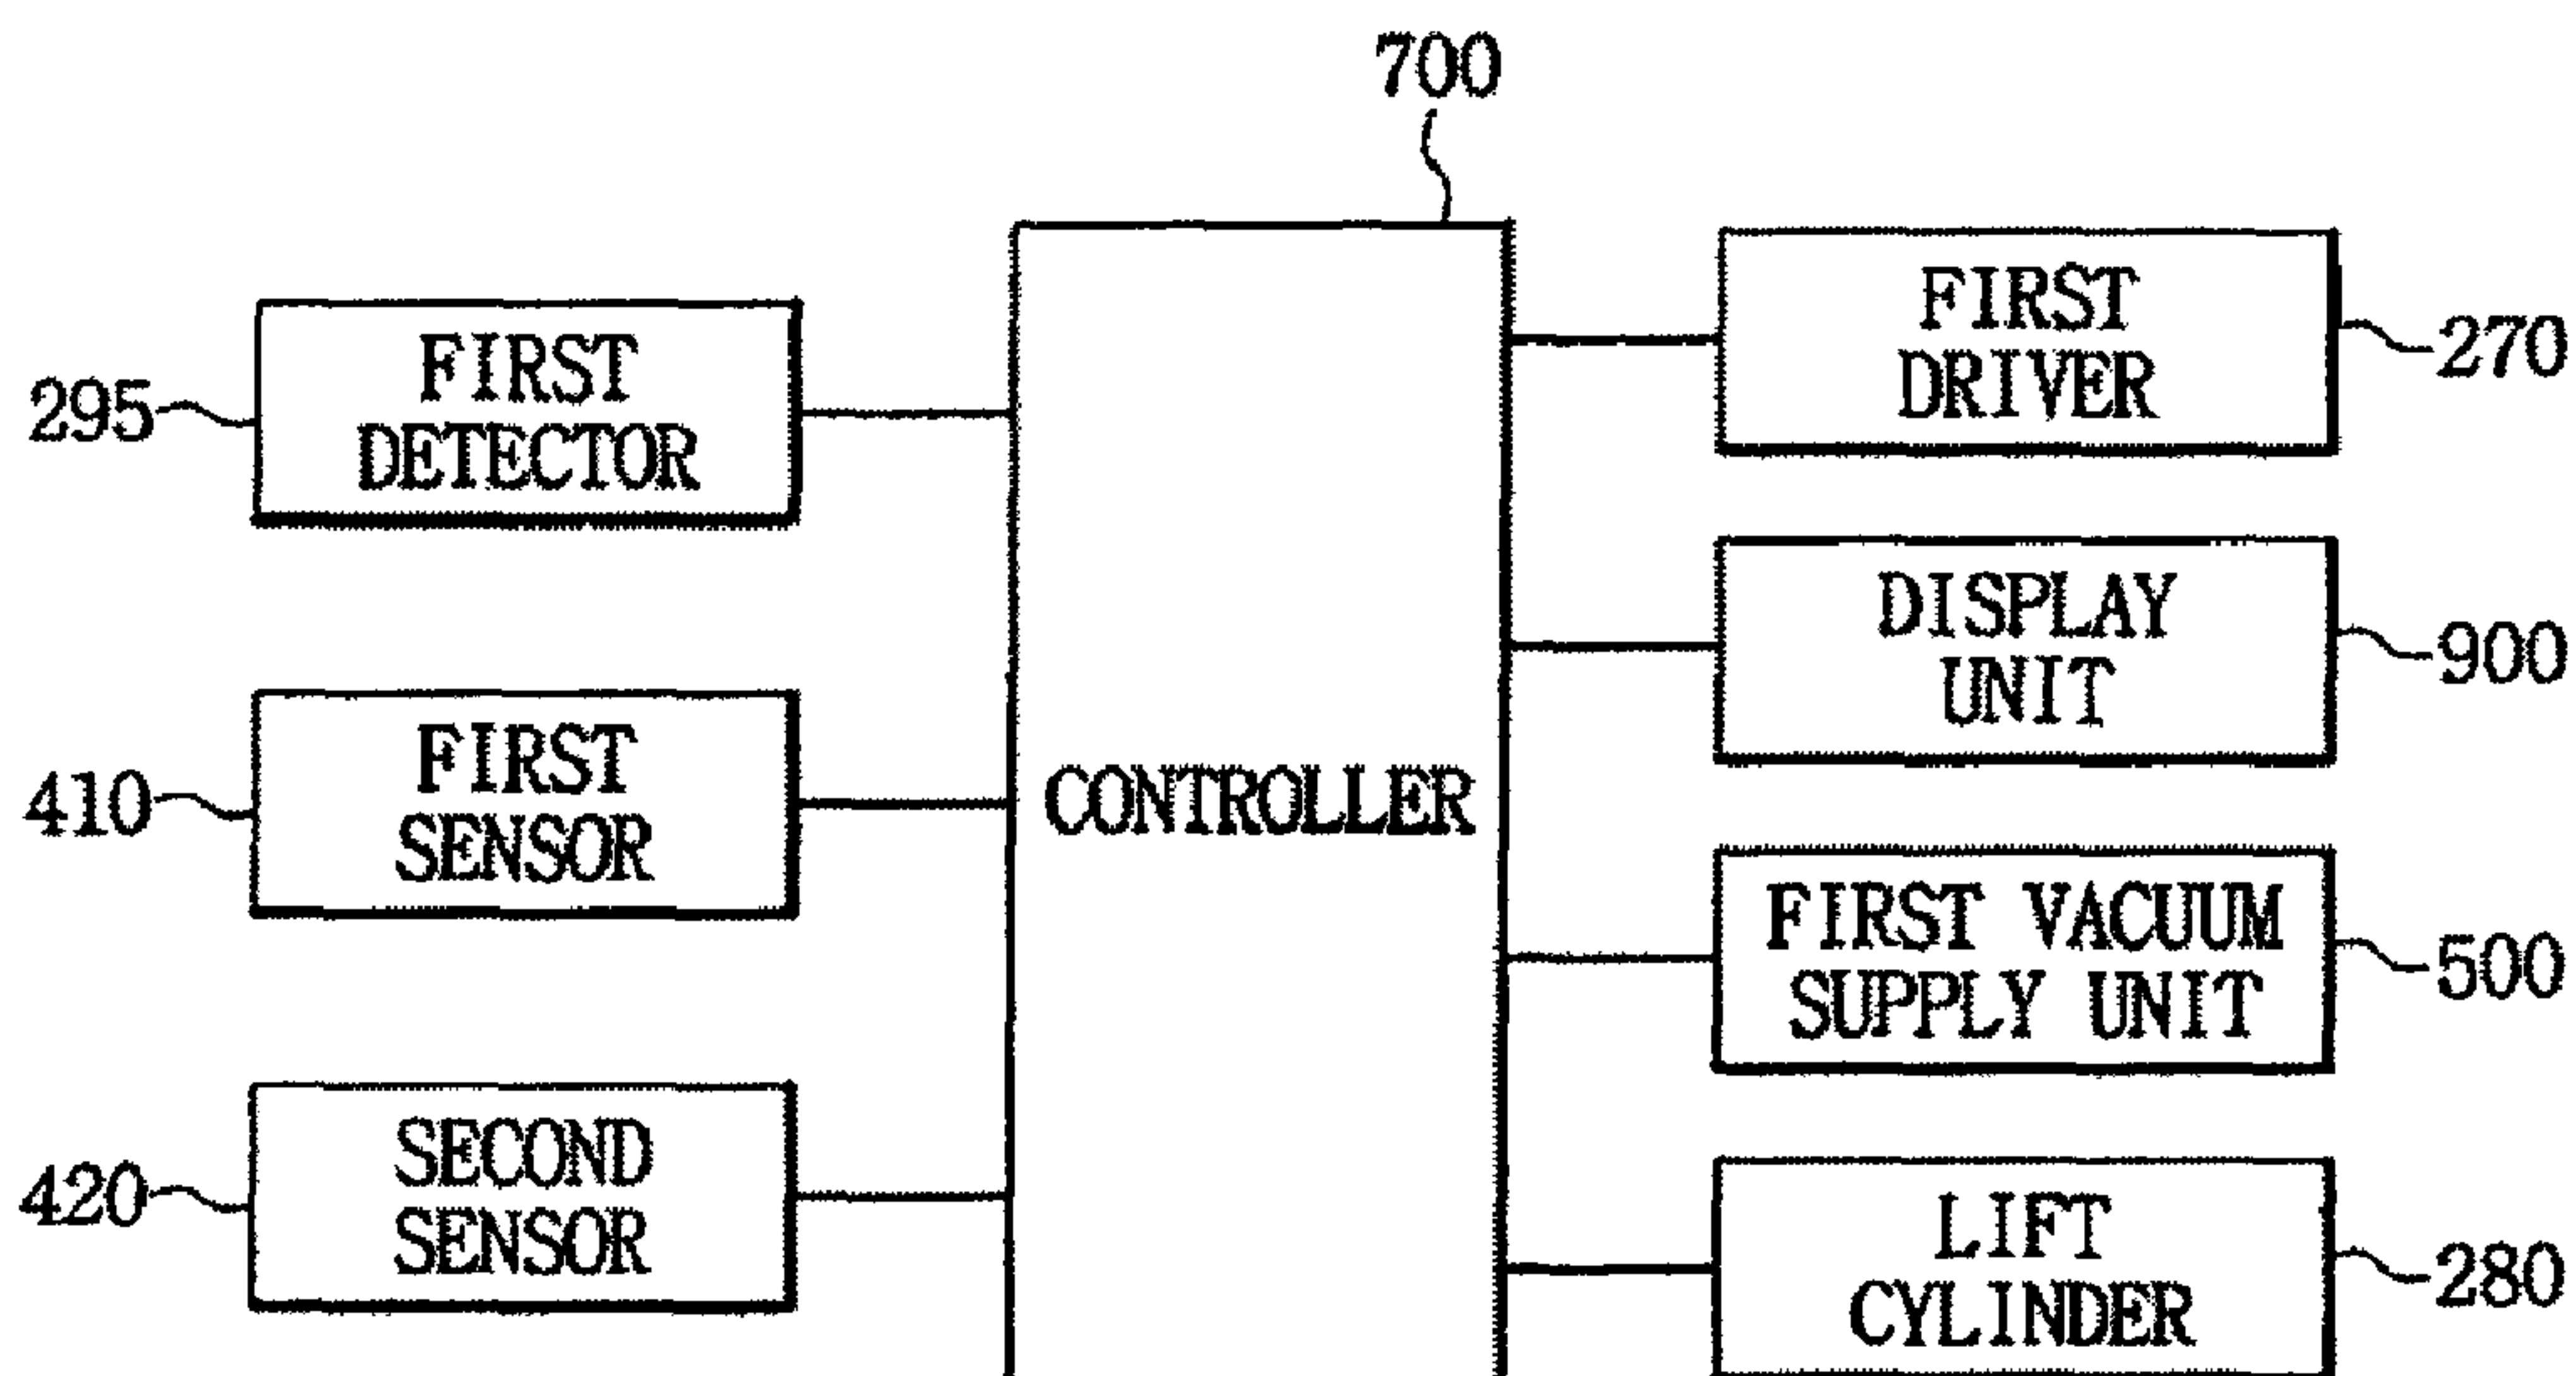 700
295
FIRST
DETECTOR
410
FIRST
SENSOR
420
SECOND
SENSOR
CONTROLLER
FIRST
DRIVER
270
DISPLAY
UNIT
900
FIRST VACUUM
SUPPLY UNIT
500
LIFT
CYLINDER
280